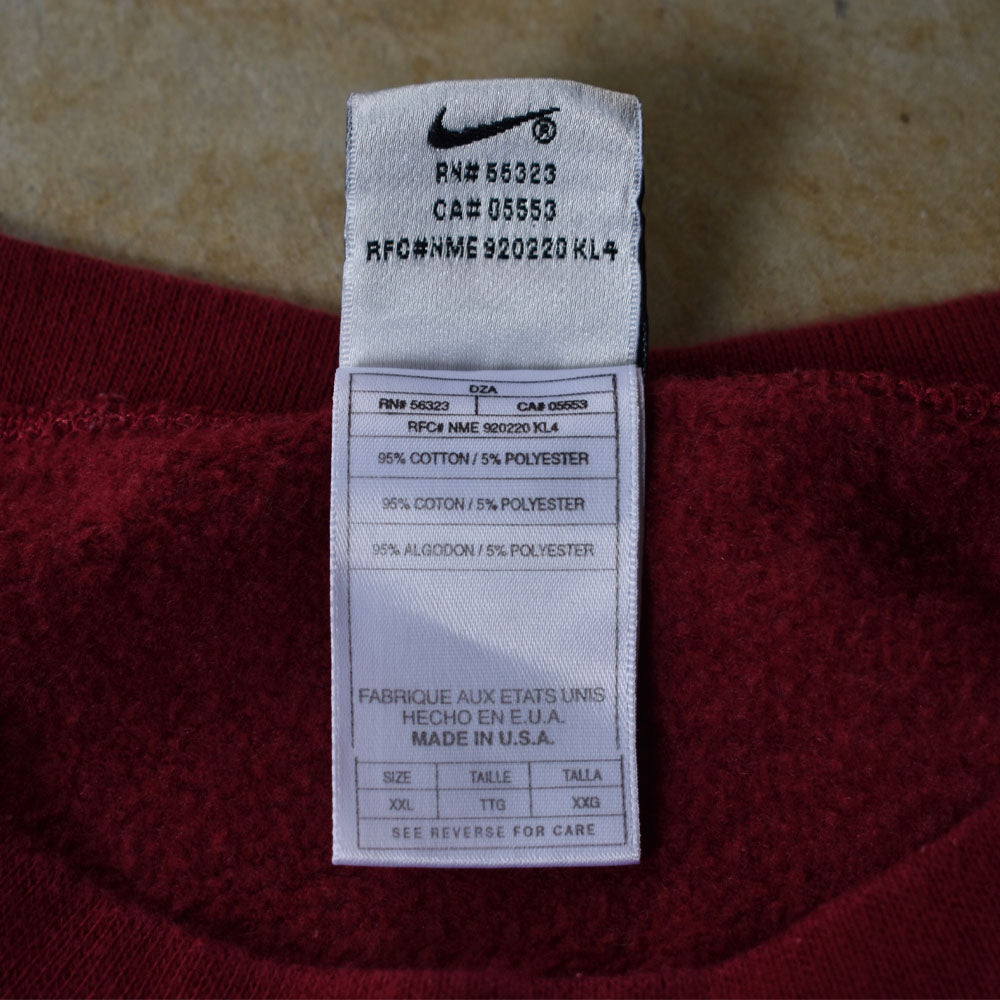 ®
RN# 56323
CA# 05553
RFC#NME 920220 KL4
DZA
RN# 56323 CA# 05553
RFC# NME 920220 KL4
95% COTTON / 5% POLYESTER
95% COTON / 5% POLYESTER
95% ALGODON / 5% POLYESTER
FABRIQUE AUX ETATS UNIS
HECHO EN E.U.A.
MADE IN U.S.A.
SIZE TAILLE TALLA
XXL TTG XXG
SEE REVERSE FOR CARE